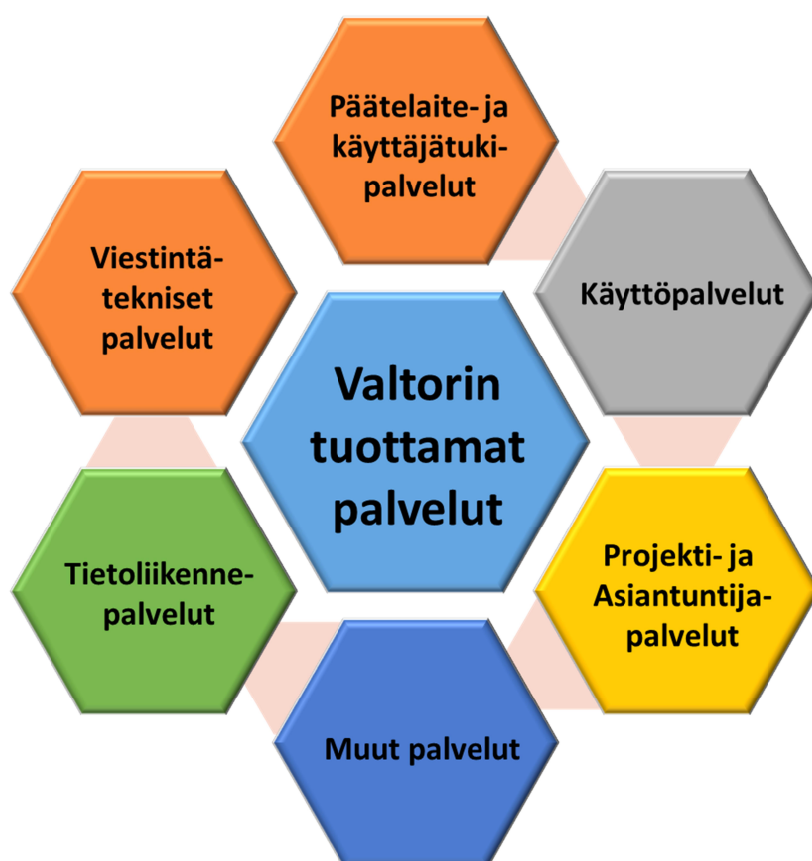 Päätelaite- ja
käyttäjätuki-
palvelut
Viestintä-
tekniset
palvelut
Käyttöpalvelut
Valtorin
tuottamat
palvelut
Tietoliikenne-
palvelut
Projekti- ja
Asiantuntija-
palvelut
Muut palvelut